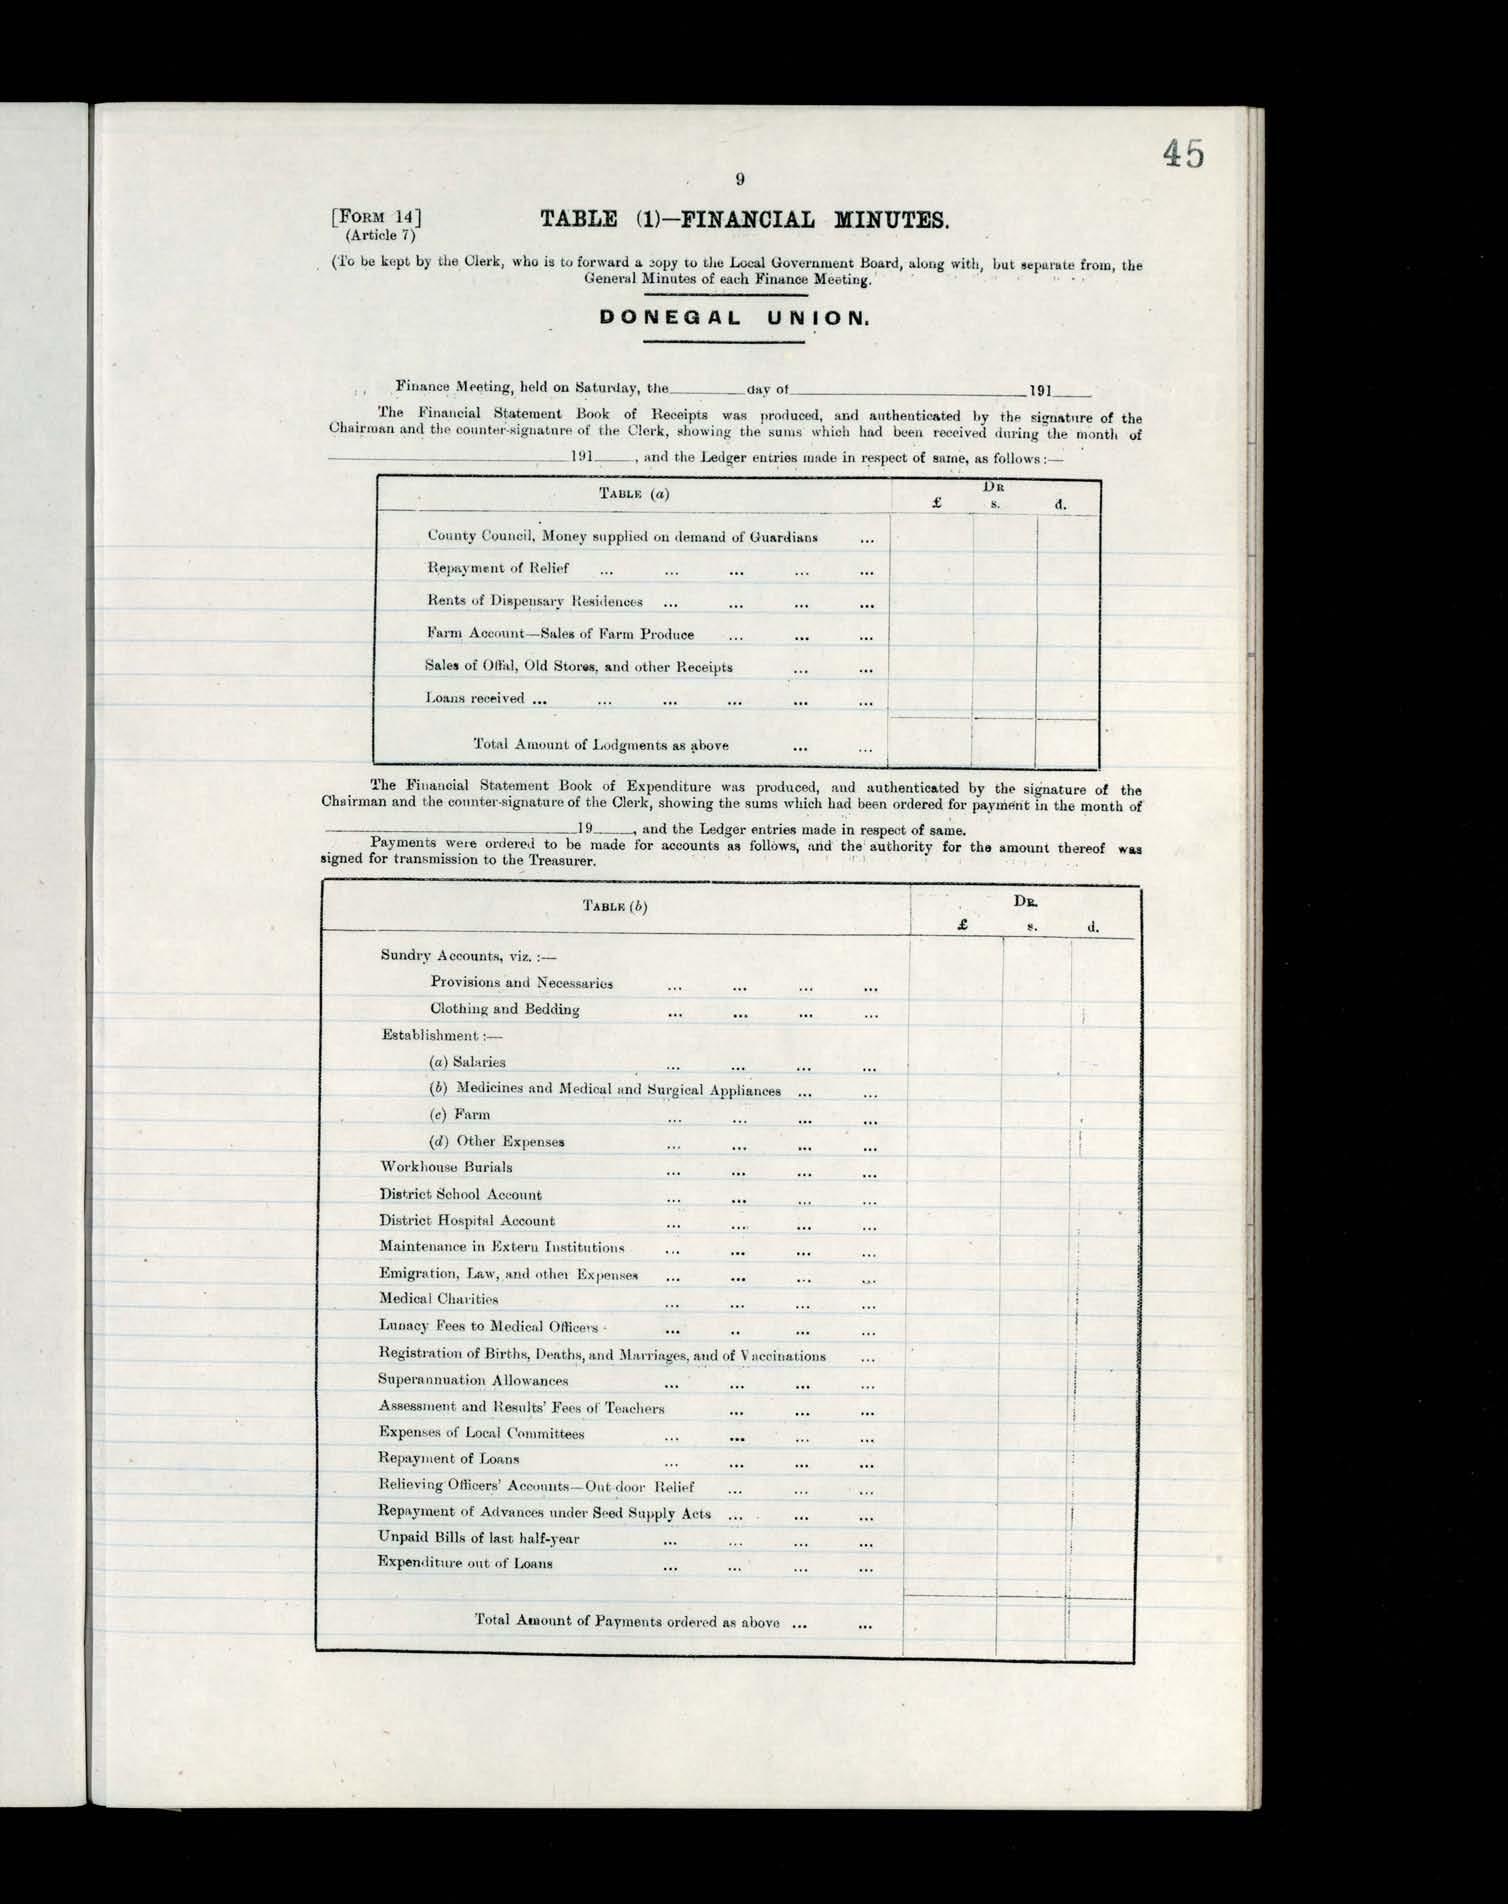 45
9
[FORM 14] TABLE (1)—FINANCIAL MINUTES.
(Article 7)
(To be kept by the Clerk, who is to forward a copy to the Local Government Board, along with, but separate from, the
General Minutes of each Finance Meeting.
DONEGAL UNION.
Finance Meeting, held on Saturday, the________day of________________________191____
The Financial Statement Book of Receipts was produced, and authenticated by the signature of the
Chairman and the counter-signature of the Clerk, showing the sums which had been received during the month of
________________________191____, and the Ledger entries made in respect of same, as follows:—
TABLE (a) DR
£ s. d.
County Council, Money supplied on demand of Guardians ...
Repayment of Relief ... ... ... ... ...
Rents of Dispensary Residences ... ... ... ...
Farm Account—Sales of Farm Produce ... ... ...
Sales of Offal, Old Stores, and other Receipts ... ...
Loans received ... ... ... ... ... ...
Total Amount of Lodgments as above ... ...
The Financial Statement Book of Expenditure was produced, and authenticated by the signature of the
Chairman and the counter-signature of the Clerk, showing the sums which had been ordered for payment in the month of
________________________19____, and the Ledger entries made in respect of same.
Payments were ordered to be made for accounts as follows, and the authority for the amount thereof was
signed for transmission to the Treasurer.
TABLE (b) DR.
£ s. d.
Sundry Accounts, viz. :—
Provisions and Necessaries ... ... ... ...
Clothing and Bedding ... ... ... ...
Establishment :—
(a) Salaries ... ... ... ...
(b) Medicines and Medical and Surgical Appliances ... ...
(c) Farm ... ... ... ...
(d) Other Expenses ... ... ... ...
Workhouse Burials ... ... ... ...
District School Account ... ... ... ...
District Hospital Account ... ... ... ...
Maintenance in Extern Institutions ... ... ... ...
Emigration, Law, and other Expenses ... ... ... ...
Medical Charities ... ... ... ...
Lunacy Fees to Medical Officers ... .. ... ...
Registration of Births, Deaths, and Marriages, and of Vaccinations ...
Superannuation Allowances ... ... ... ...
Assessment and Results' Fees of Teachers ... ... ...
Expenses of Local Committees ... ... ... ...
Repayment of Loans ... ... ... ...
Relieving Officers' Accounts—Out-door Relief ... ... ...
Repayment of Advances under Seed Supply Acts ... ... ...
Unpaid Bills of last half-year ... ... ... ...
Expenditure out of Loans ... ... ... ...
Total Amount of Payments ordered as above ... ...